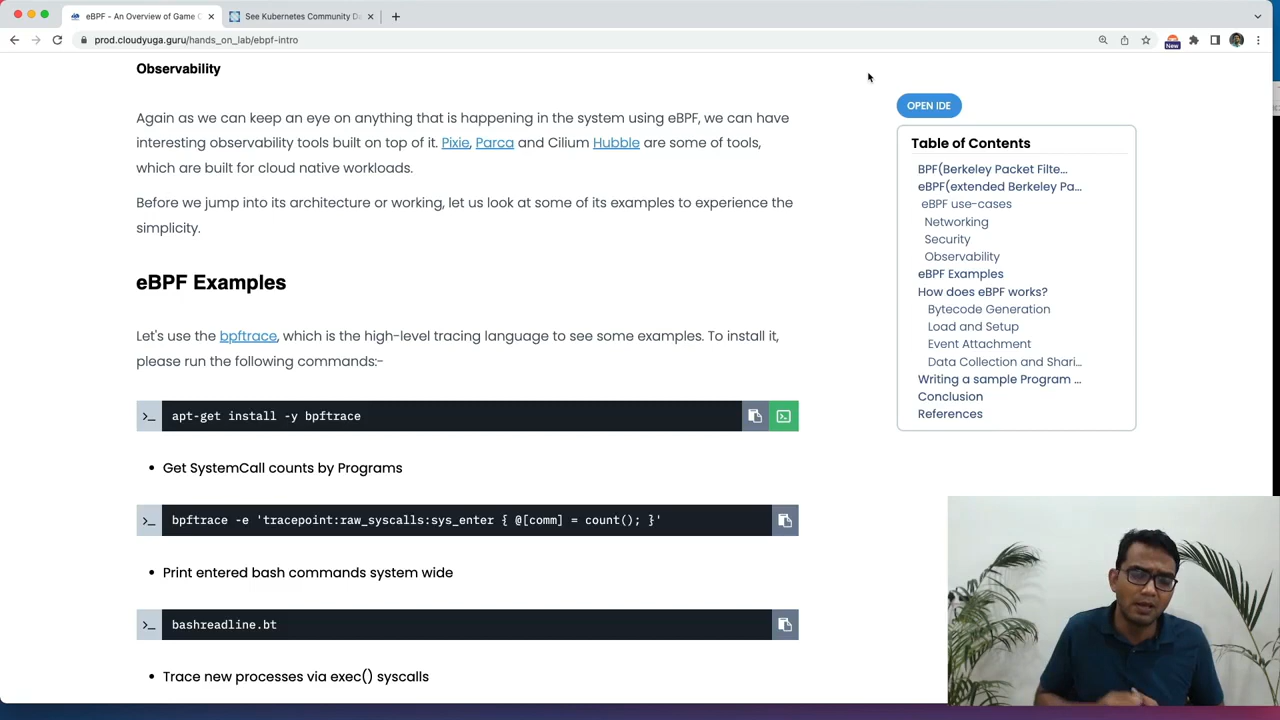 eBPF - An Overview of Game C
See Kubernetes Community Da
prod.cloudyuga.guru/hands_on_lab/ebpf-intro
New
Observability
Again as we can keep an eye on anything that is happening in the system using eBPF, we can have
interesting observability tools built on top of it. Pixie, Parca and Cilium Hubble are some of tools,
which are built for cloud native workloads.
Before we jump into its architecture or working, let us look at some of its examples to experience the
simplicity.
eBPF Examples
Let's use the bpftrace, which is the high-level tracing language to see some examples. To install it,
please run the following commands:-
>_ apt-get install -y bpftrace
• Get SystemCall counts by Programs
>_ bpftrace -e 'tracepoint:raw_syscalls:sys_enter { @[comm] = count(); }'
• Print entered bash commands system wide
>_ bashreadline.bt
• Trace new processes via exec() syscalls
OPEN IDE
Table of Contents
BPF(Berkeley Packet Filte...
eBPF(extended Berkeley Pa...
eBPF use-cases
Networking
Security
Observability
eBPF Examples
How does eBPF works?
Bytecode Generation
Load and Setup
Event Attachment
Data Collection and Shari...
Writing a sample Program ...
Conclusion
References